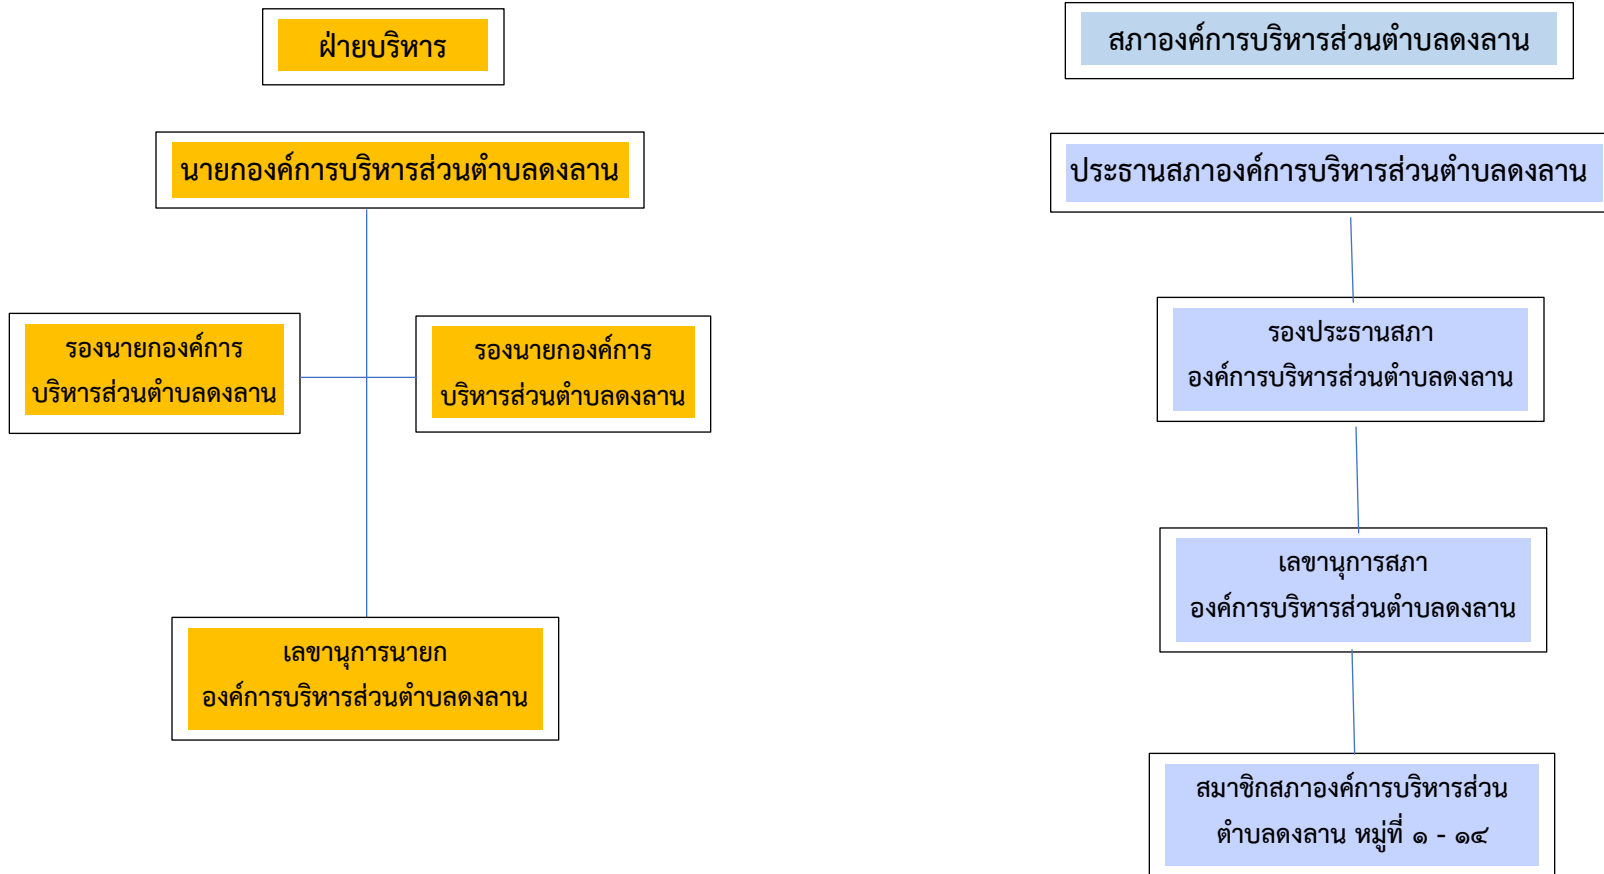 ฝ่ายบริหาร
นายกองค์การบริหารส่วนตำบลดงลาน
รองนายกองค์การ
บริหารส่วนตำบลดงลาน
รองนายกองค์การ
บริหารส่วนตำบลดงลาน
เลขานุการนายก
องค์การบริหารส่วนตำบลดงลาน
สภาองค์การบริหารส่วนตำบลดงลาน
ประธานสภาองค์การบริหารส่วนตำบลดงลาน
รองประธานสภา
องค์การบริหารส่วนตำบลดงลาน
เลขานุการสภา
องค์การบริหารส่วนตำบลดงลาน
สมาชิกสภาองค์การบริหารส่วน
ตำบลดงลาน หมู่ที่ ๑ - ๑๔